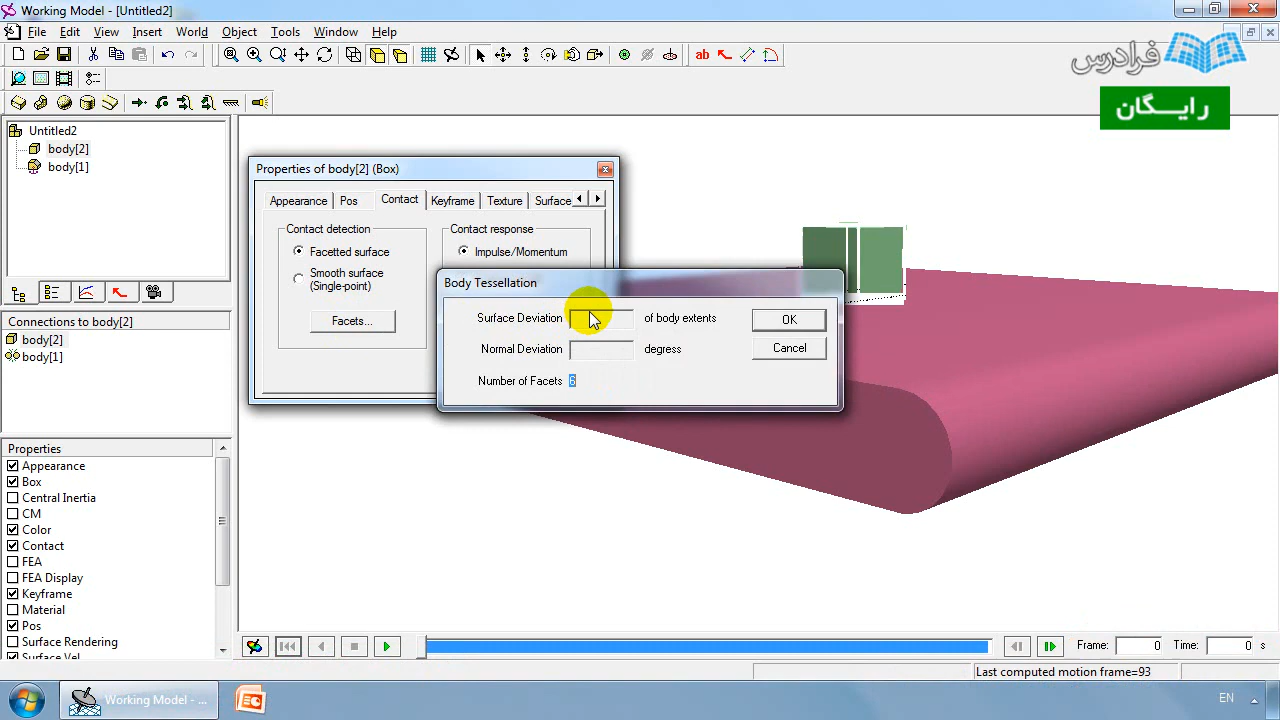 Working Model - [Untitled2]
File Edit View Insert World Object Tools Window Help
فرادرس
رایگان
Untitled2
body[2]
body[1]
Properties of body[2] (Box)
Appearance Pos Contact Keyframe Texture Surface
Contact detection
Facetted surface
Smooth surface
(Single-point)
Facets...
Contact response
Impulse/Momentum
Body Tessellation
Surface Deviation of body extents
Normal Deviation degress
Number of Facets 6
OK
Cancel
Connections to body[2]
body[2]
body[1]
Properties
Appearance
Box
Central Inertia
CM
Color
Contact
FEA
FEA Display
Keyframe
Material
Pos
Surface Rendering
Surface Vel
Frame: 0 Time: 0 s
Last computed motion frame=93
Working Model - ...
EN